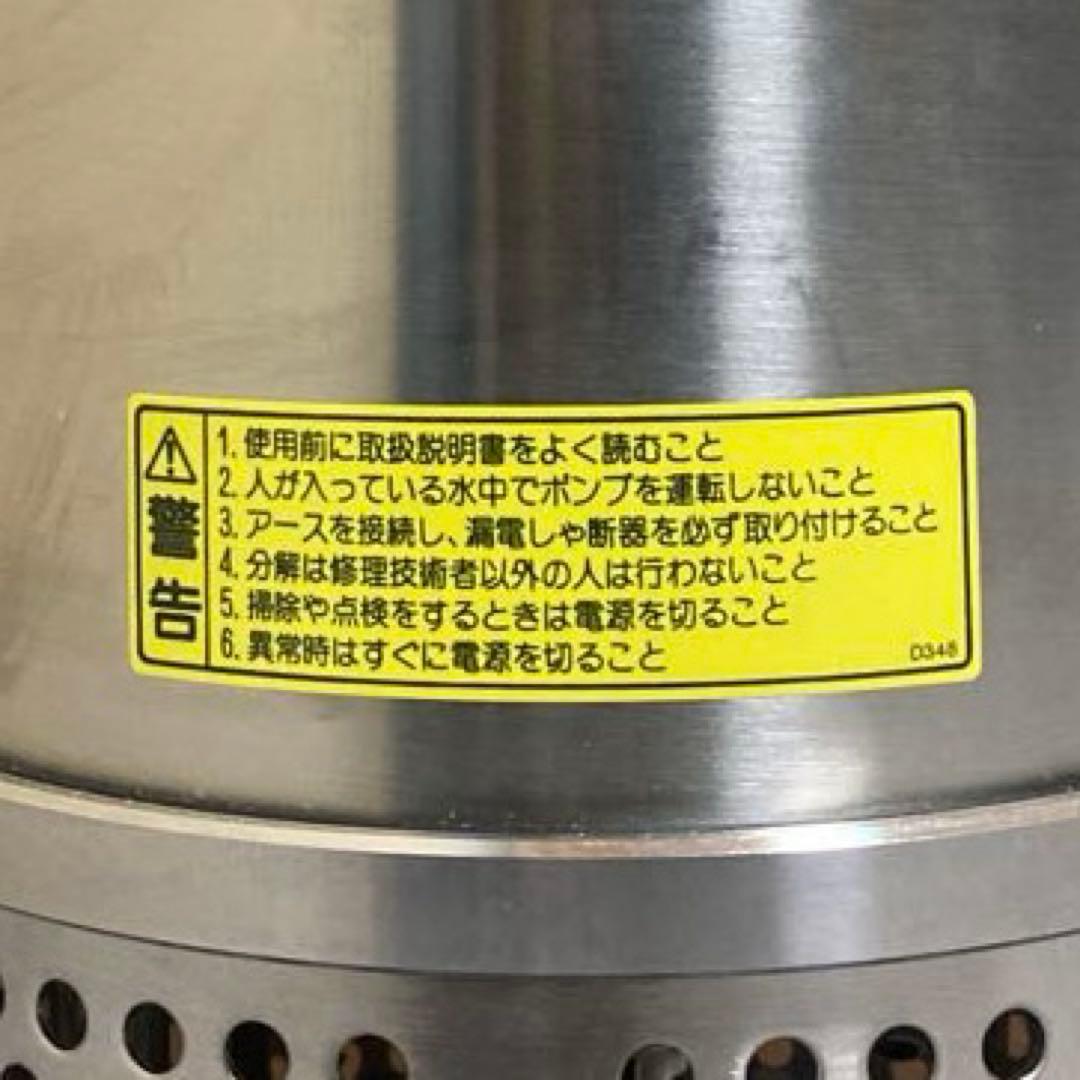 警告
1. 使用前に取扱説明書をよく読むこと
2. 人が入っている水中でポンプを運転しないこと
3. アースを接続し、漏電しゃ断器を必ず取り付けること
4. 分解は修理技術者以外の人は行わないこと
5. 掃除や点検をするときは電源を切ること
6. 異常時はすぐに電源を切ること
D346